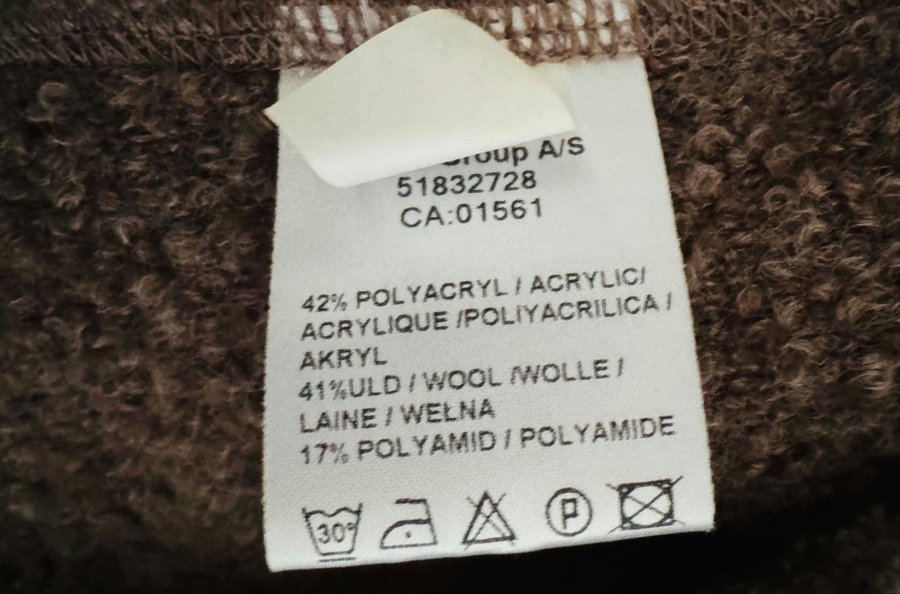 Group A/S
51832728
CA:01561
42% POLYACRYL / ACRYLIC/
ACRYLIQUE /POLIYACRILICA /
AKRYL
41%ULD / WOOL /WOLLE /
LAINE / WEŁNA
17% POLYAMID / POLYAMIDE
30°
P